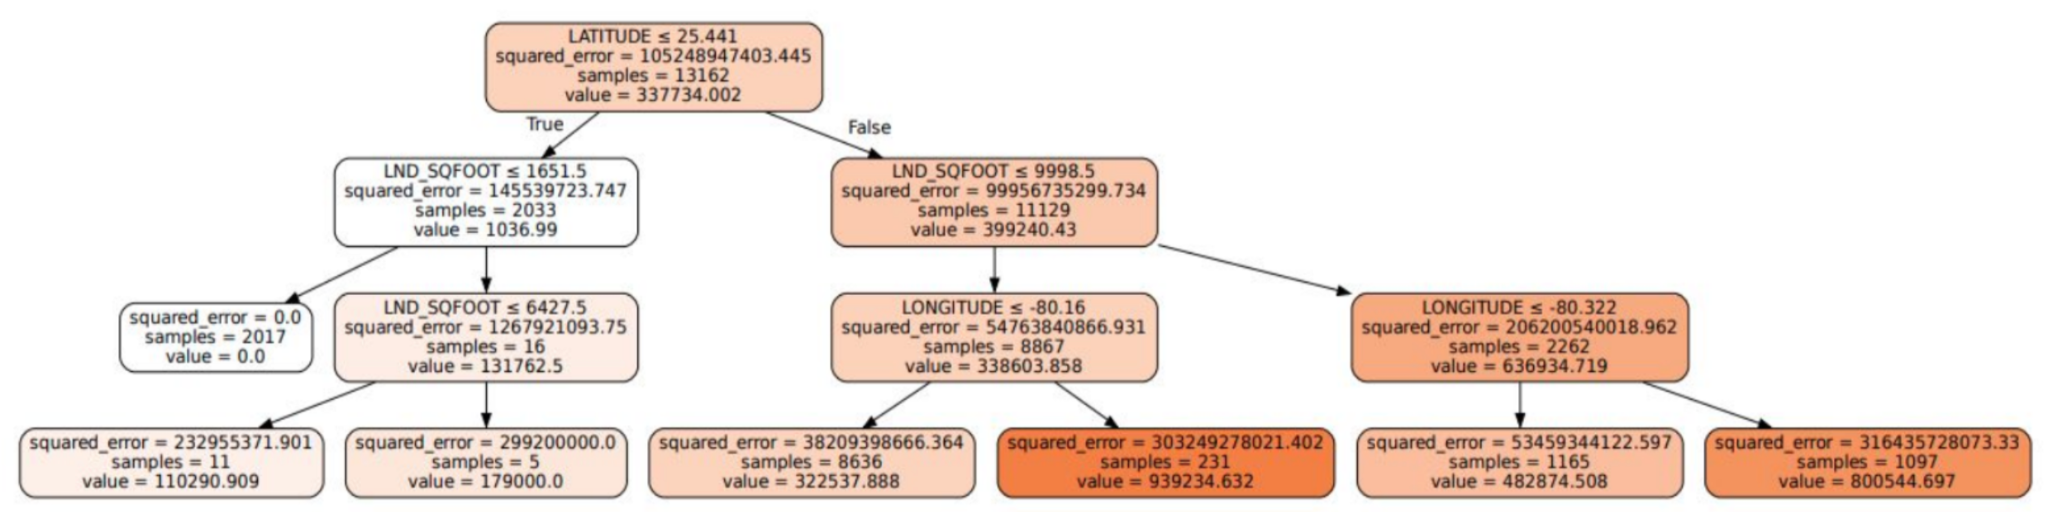 LATITUDE ≤ 25.441
squared_error = 105248947403.445
samples = 13162
value = 337734.002
True
False
LND_SQFOOT ≤ 1651.5
squared_error = 145539723.747
samples = 2033
value = 1036.99
LND_SQFOOT ≤ 9998.5
squared_error = 99956735299.734
samples = 11129
value = 399240.43
squared_error = 0.0
samples = 2017
value = 0.0
LND_SQFOOT ≤ 6427.5
squared_error = 1267921093.75
samples = 16
value = 131762.5
LONGITUDE ≤ -80.16
squared_error = 54763840866.931
samples = 8867
value = 338603.858
LONGITUDE ≤ -80.322
squared_error = 206200540018.962
samples = 2262
value = 636934.719
squared_error = 232955371.901
samples = 11
value = 110290.909
squared_error = 299200000.0
samples = 5
value = 179000.0
squared_error = 38209398666.364
samples = 8636
value = 322537.888
squared_error = 303249278021.402
samples = 231
value = 939234.632
squared_error = 53459344122.597
samples = 1165
value = 482874.508
squared_error = 316435728073.33
samples = 1097
value = 800544.697